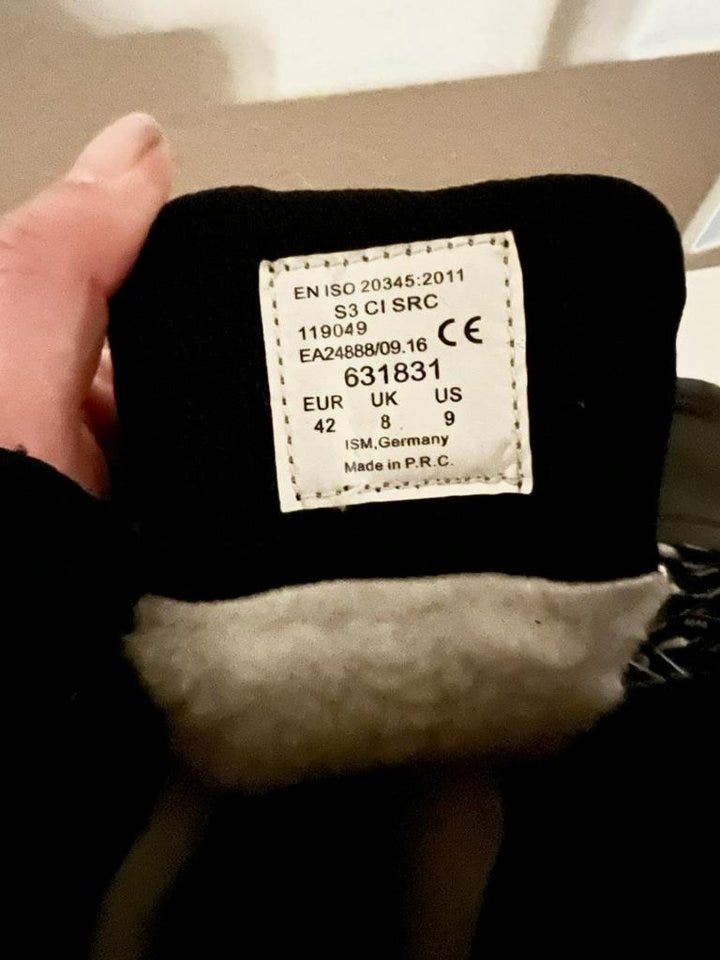 EN ISO 20345:2011
S3 CI SRC
119049 CE
EA24888/09.16
631831
EUR UK US
42 8 9
ISM,Germany
Made in P.R.C.